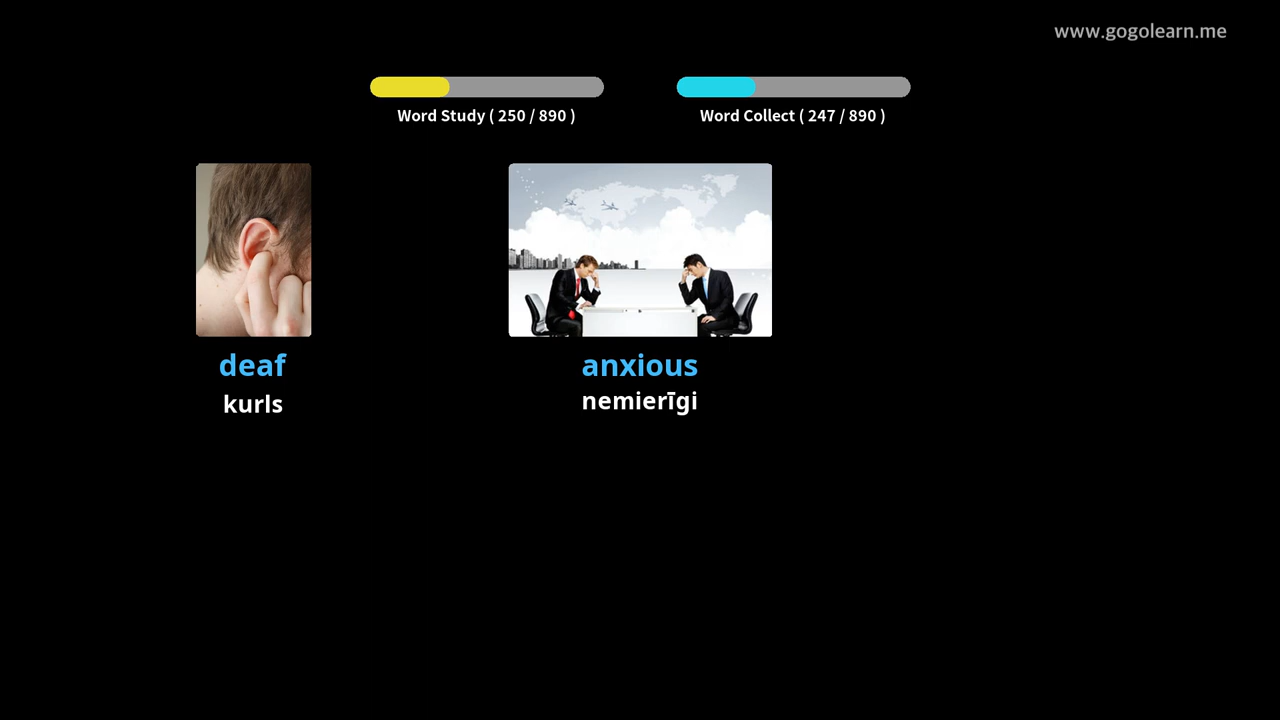 www.gogolearn.me
Word Study ( 250 / 890 )
Word Collect ( 247 / 890 )
deaf
kurls
anxious
nemierīgi